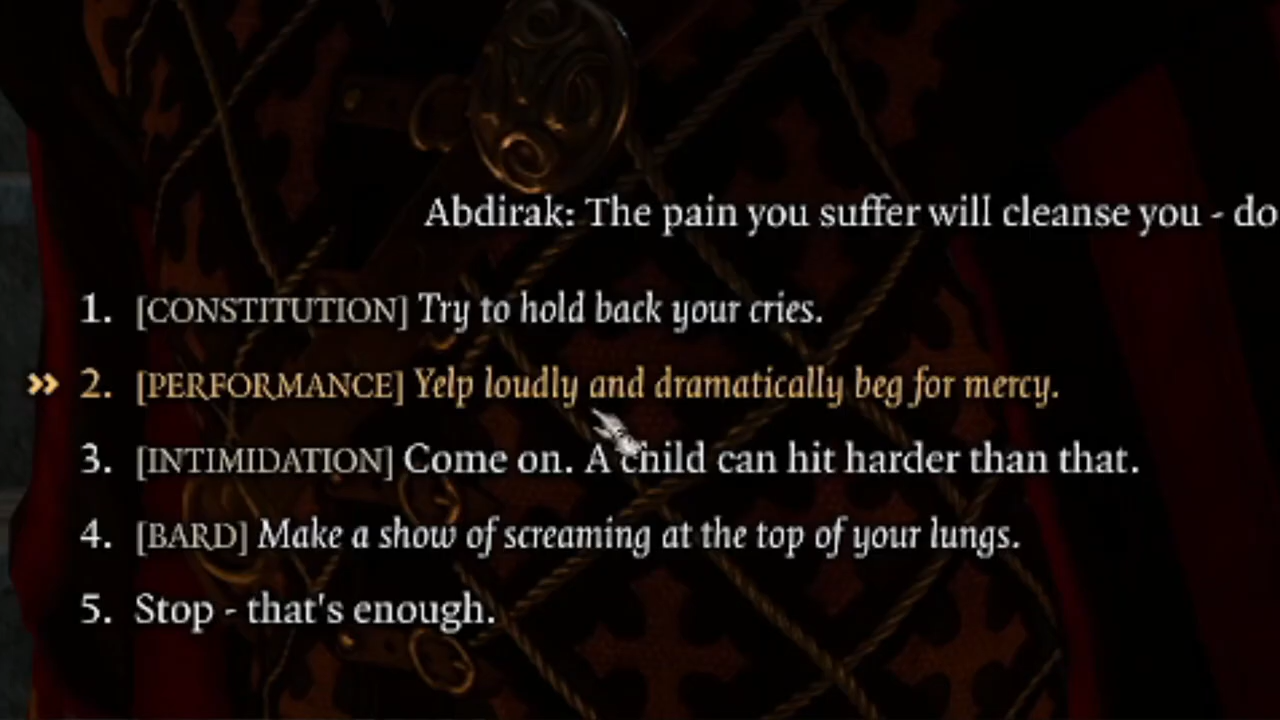 Abdirak: The pain you suffer will cleanse you - do
1. [CONSTITUTION] Try to hold back your cries.
2. [PERFORMANCE] Yelp loudly and dramatically beg for mercy.
3. [INTIMIDATION] Come on. A child can hit harder than that.
4. [BARD] Make a show of screaming at the top of your lungs.
5. Stop - that's enough.